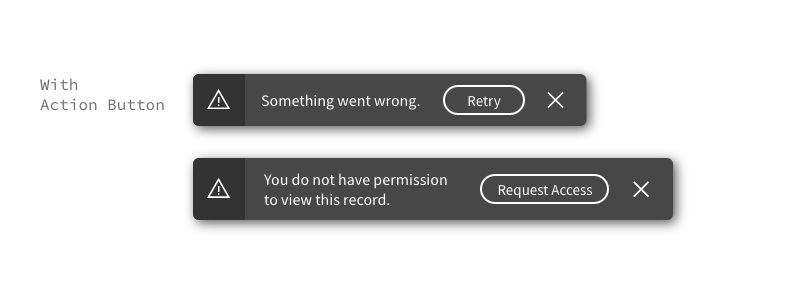 With
Action Button
Something went wrong.
Retry
You do not have permission
to view this record.
Request Access